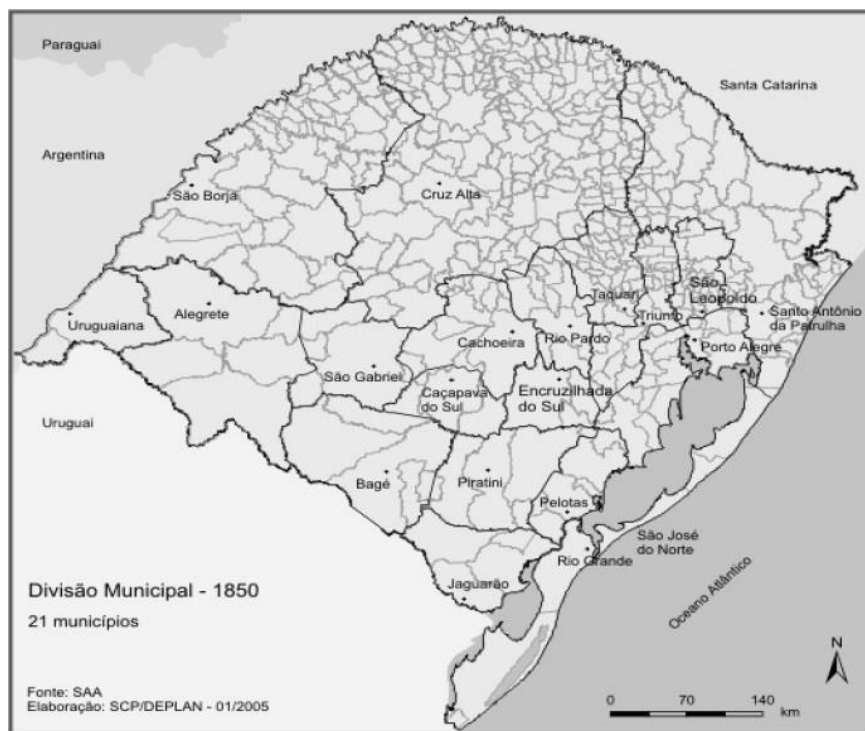 Paraguai
Santa Catarina
Argentina
São Borja
Cruz Alta
Uruguaiana
Alegrete
Taquari
São
Leopoldo
Triunfo
Santo Antônio
da Patrulha
Cachoeira
Rio Pardo
Porto Alegre
São Gabriel
Caçapava
do Sul
Encruzilhada
do Sul
Uruguai
Bagé
Piratini
Pelotas
São José
do Norte
Rio Grande
Jaguarão
Oceano Atlântico
Divisão Municipal - 1850
21 municípios
Fonte: SAA
Elaboração: SCP/DEPLAN - 01/2005
N
0 70 140
km